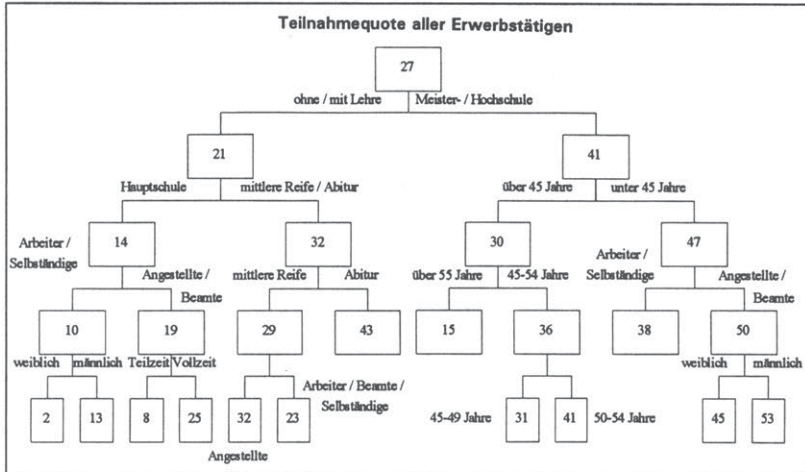 Teilnahmequote aller Erwerbstätigen
27
ohne / mit Lehre Meister- / Hochschule
21 41
Hauptschule mittlere Reife / Abitur über 45 Jahre unter 45 Jahre
14 32 30 47
Arbeiter / Selbständige Angestellte / Beamte mittlere Reife Abitur über 55 Jahre 45-54 Jahre Arbeiter / Selbständige Angestellte / Beamte
10 19 29 43 15 36 38 50
weiblich männlich Teilzeit Vollzeit Angestellte Arbeiter / Beamte / Selbständige 45-49 Jahre 50-54 Jahre weiblich männlich
2 13 8 25 32 23 31 41 45 53